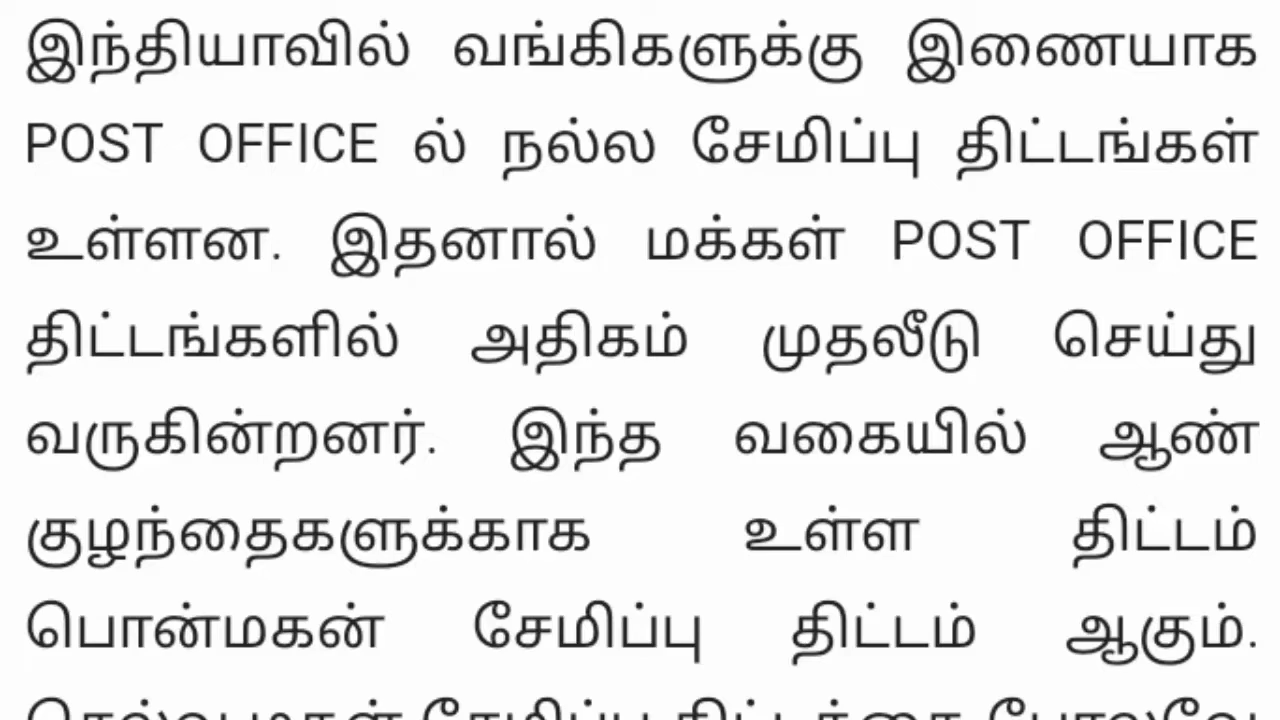 இந்தியாவில் வங்கிகளுக்கு இணையாக
POST OFFICE ல் நல்ல சேமிப்பு திட்டங்கள்
உள்ளன. இதனால் மக்கள் POST OFFICE
திட்டங்களில் அதிகம் முதலீடு செய்து
வருகின்றனர். இந்த வகையில் ஆண்
குழந்தைகளுக்காக உள்ள திட்டம்
பொன்மகன் சேமிப்பு திட்டம் ஆகும்.